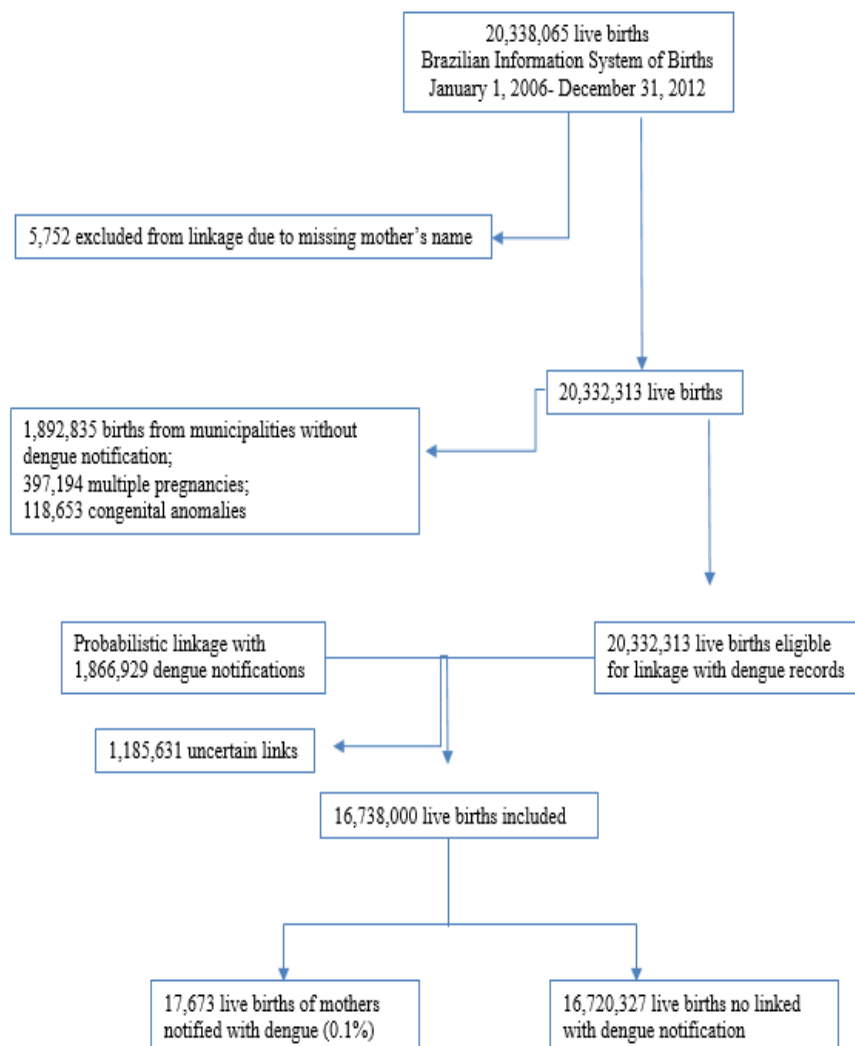 20,338,065 live births
Brazilian Information System of Births
January 1, 2006- December 31, 2012
5,752 excluded from linkage due to missing mother's name
20,332,313 live births
1,892,835 births from municipalities without
dengue notification;
397,194 multiple pregnancies;
118,653 congenital anomalies
Probabilistic linkage with
1,866,929 dengue notifications
20,332,313 live births eligible
for linkage with dengue records
1,185,631 uncertain links
16,738,000 live births included
17,673 live births of mothers
notified with dengue (0.1%)
16,720,327 live births no linked
with dengue notification